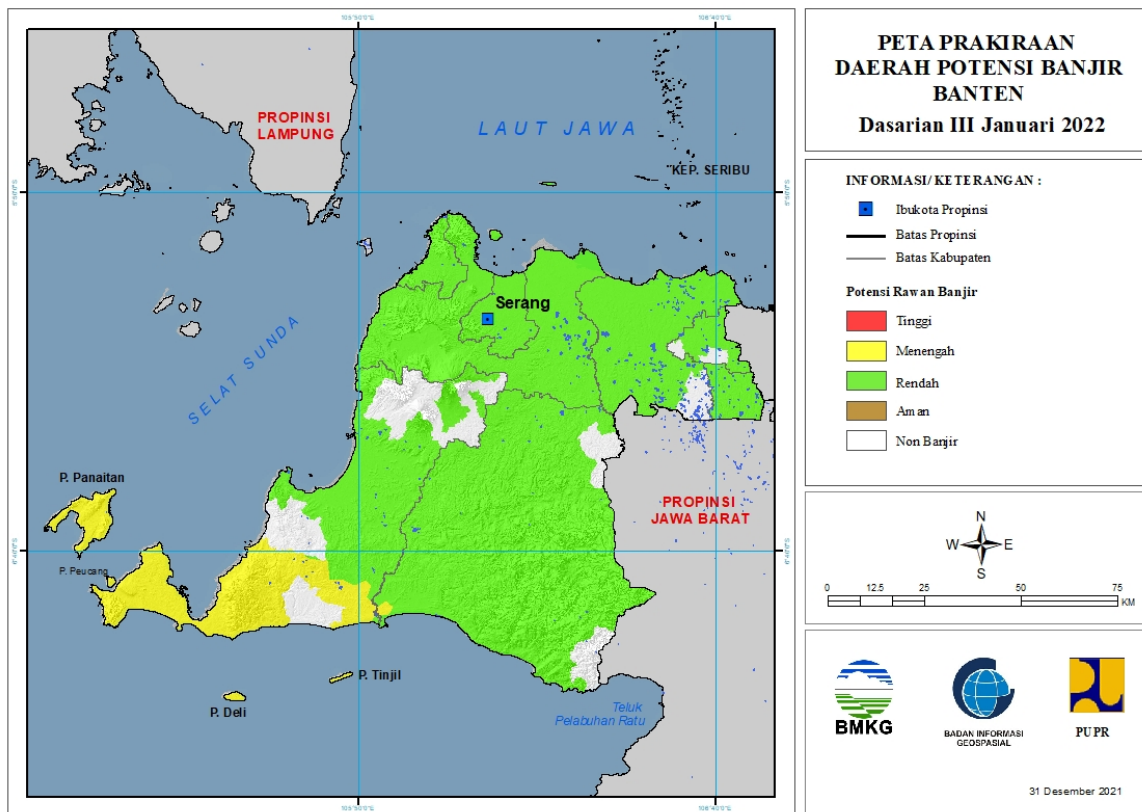 PETA PRAKIRAAN
DAERAH POTENSI BANJIR
BANTEN
Dasarian III Januari 2022
INFORMASI/KETERANGAN :
Ibukota Propinsi
Batas Propinsi
Batas Kabupaten
Potensi Rawan Banjir
Tinggi
Menengah
Rendah
Aman
Non Banjir
N
W E
S
0 12.5 25 50 75
KM
BMKG
BADAN INFORMASI
GEOSPASIAL
PUPR
31 Desember 2021
PROPINSI
LAMPUNG
LAUT JAWA
KEP. SERIBU
Serang
SELAT SUNDA
P. Panaitan
P. Peucang
PROPINSI
JAWA BARAT
P. Tinjil
P. Deli
Teluk
Pelabuhan Ratu